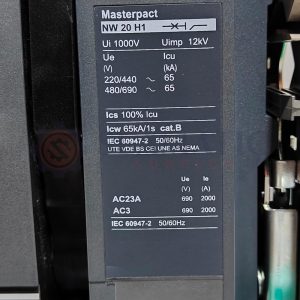 Masterpact
NW 20 H1
Ui 1000V Uimp 12kV
Ue Icu
(V) (kA)
220/440 ~ 65
480/690 ~ 65
Ics 100% Icu
Icw 65kA/1s cat.B
IEC 60947-2 50/60Hz
UTE VDE BS CEI UNE AS NEMA
Ue Ie
(V) (A)
AC23A 690 2000
AC3 690 2000
IEC 60947-2 50/60Hz